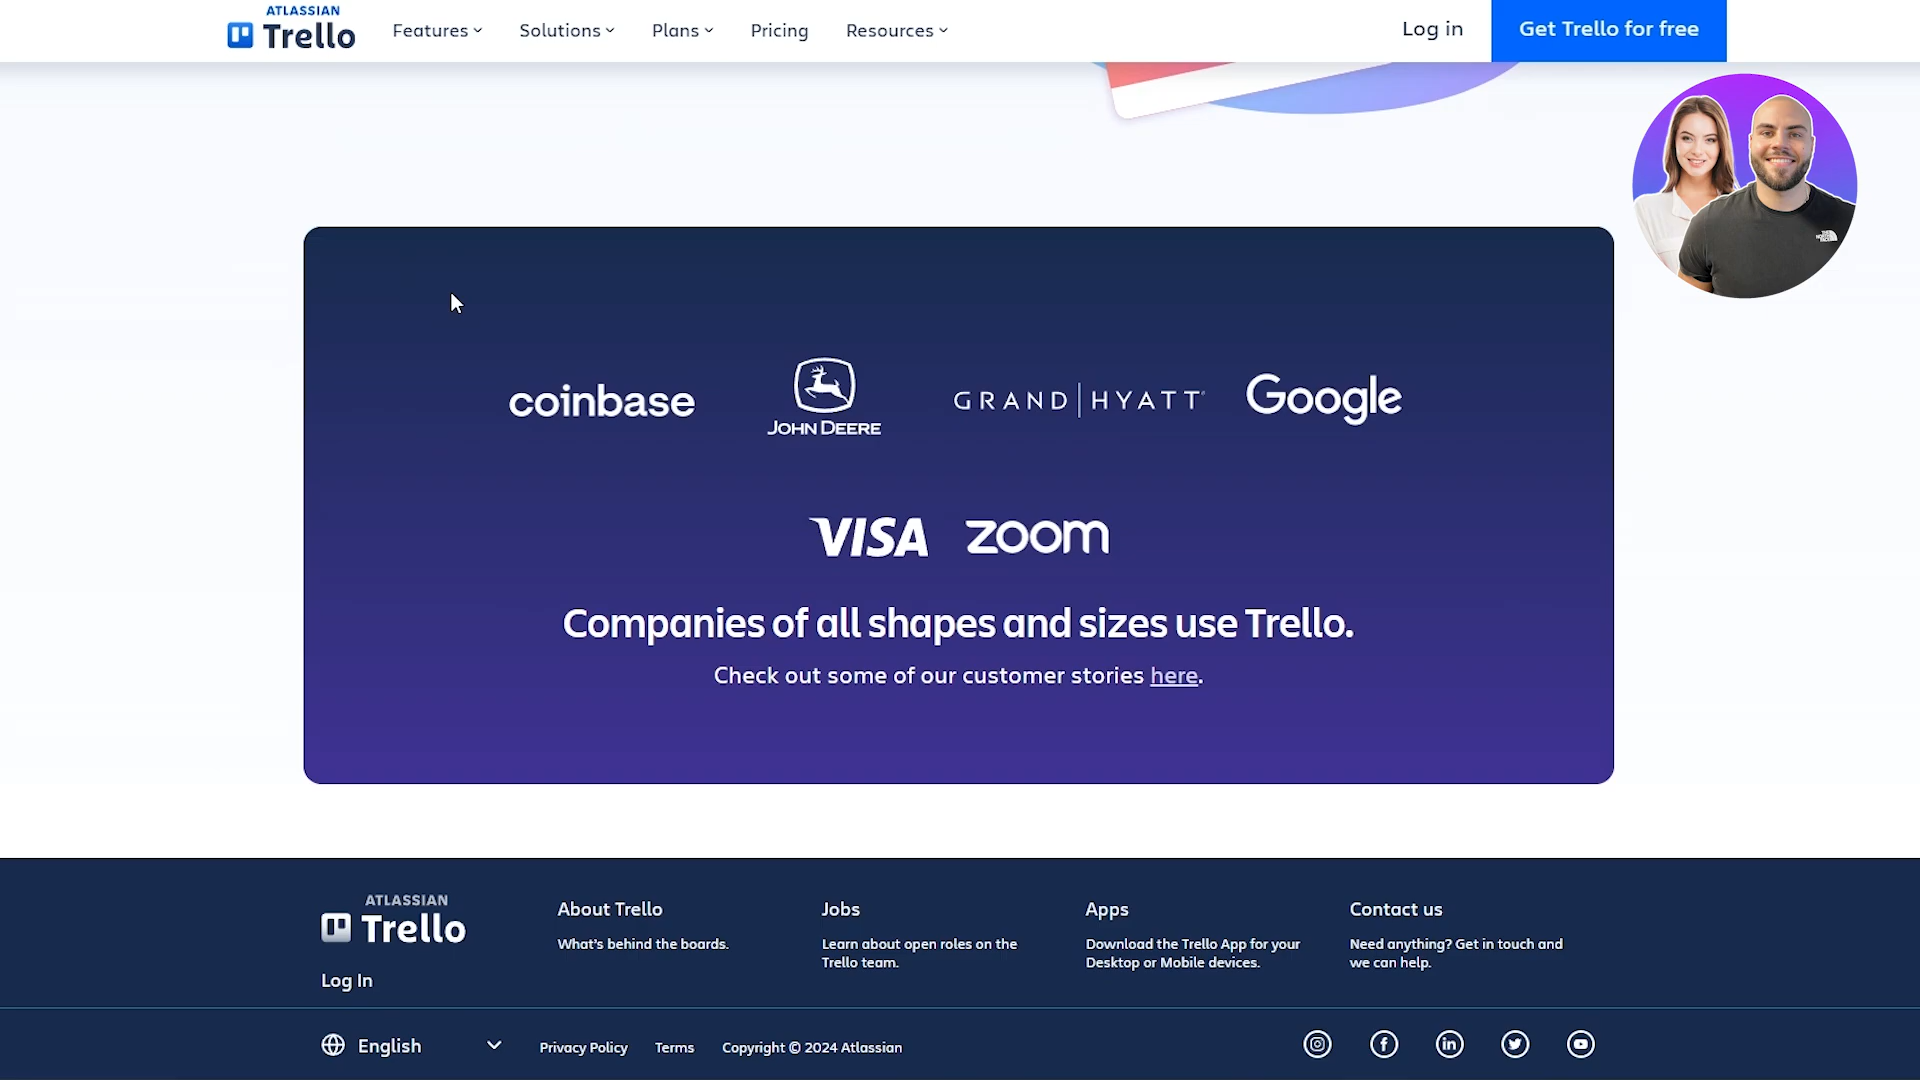 ATLASSIAN
Trello
Features
Solutions
Plans
Pricing
Resources
Log in
Get Trello for free
THE NORTH FACE
coinbase
JOHN DEERE
GRAND | HYATT
Google
VISA
zoom
Companies of all shapes and sizes use Trello.
Check out some of our customer stories here.
ATLASSIAN
Trello
Log In
About Trello
What's behind the boards.
Jobs
Learn about open roles on the
Trello team.
Apps
Download the Trello App for your
Desktop or Mobile devices.
Contact us
Need anything? Get in touch and
we can help.
English
Privacy Policy
Terms
Copyright © 2024 Atlassian